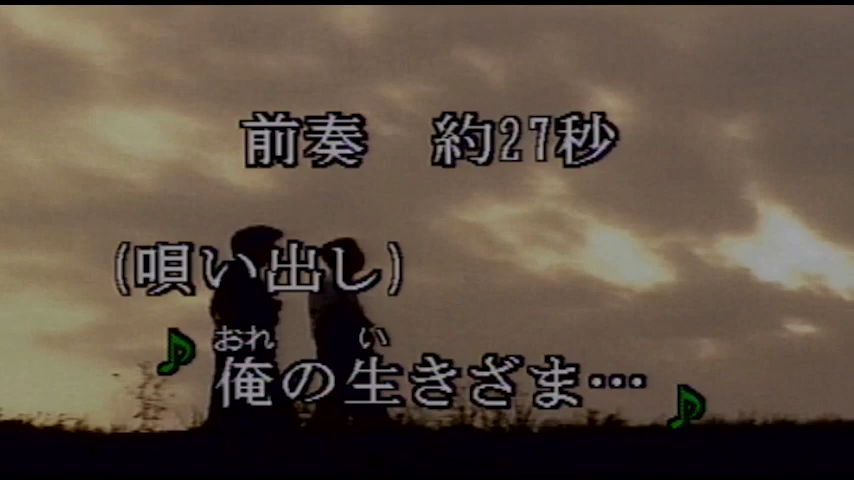 前奏　約27秒
(唄い出し)
おれ　い
俺の生きざま…